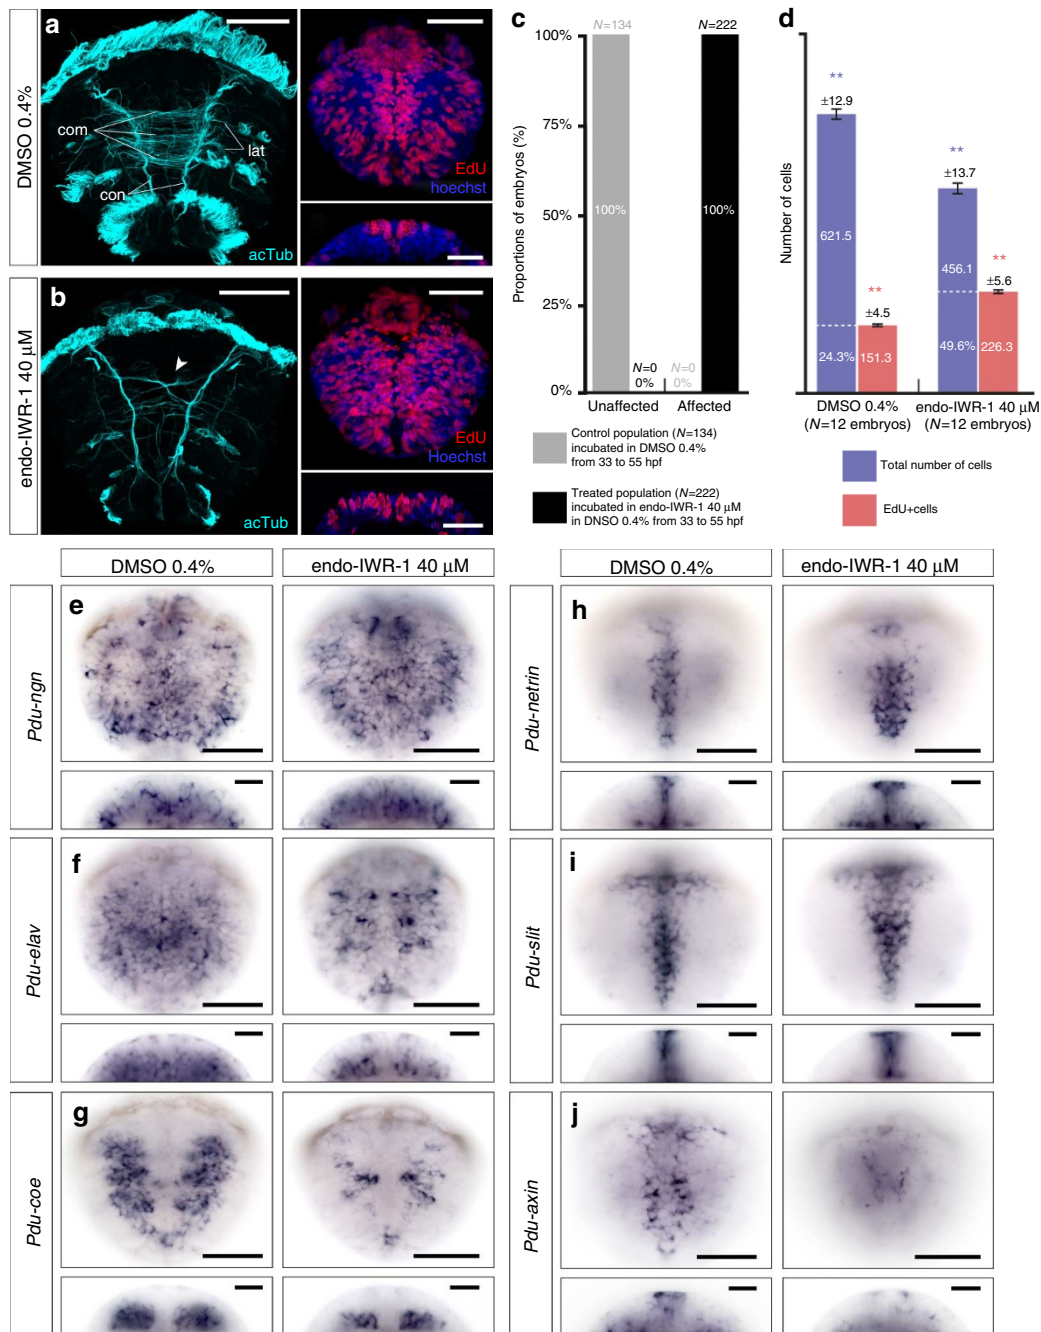 a
DMSO 0.4%
com
lat
con
acTub
EdU
hoechst
b
endo-IWR-1 40 µM
acTub
EdU
Hoechst
c
N=134
N=222
100%
75%
50%
25%
0%
Proportions of embryos (%)
100%
100%
N=0
0%
N=0
0%
Unaffected
Affected
Control population (N=134)
incubated in DMSO 0.4%
from 33 to 55 hpf
Treated population (N=222)
incubated in endo-IWR-1 40 µM
in DNSO 0.4% from 33 to 55 hpf
d
Number of cells
**
±12.9
621.5
24.3%
**
±4.5
151.3
**
±13.7
456.1
49.6%
**
±5.6
226.3
DMSO 0.4%
(N=12 embryos)
endo-IWR-1 40 µM
(N=12 embryos)
Total number of cells
EdU+cells
DMSO 0.4%
endo-IWR-1 40 µM
DMSO 0.4%
endo-IWR-1 40 µM
e
Pdu-ngn
h
Pdu-netrin
f
Pdu-elav
i
Pdu-slit
g
Pdu-coe
j
Pdu-axin